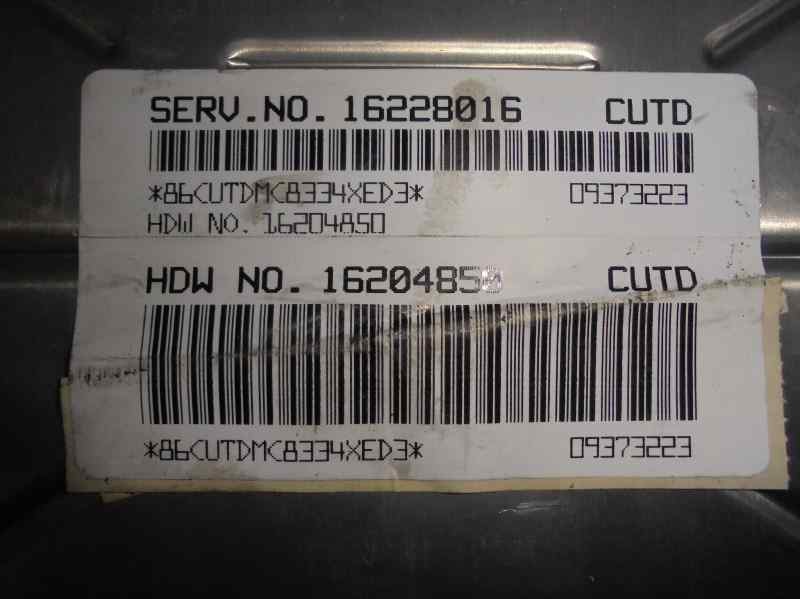 SERV.NO. 16228016 CUTD
*86CUTDMC8334XED3* 09373223
HDW NO. 16204850
HDW NO. 16204850 CUTD
*86CUTDMC8334XED3* 09373223